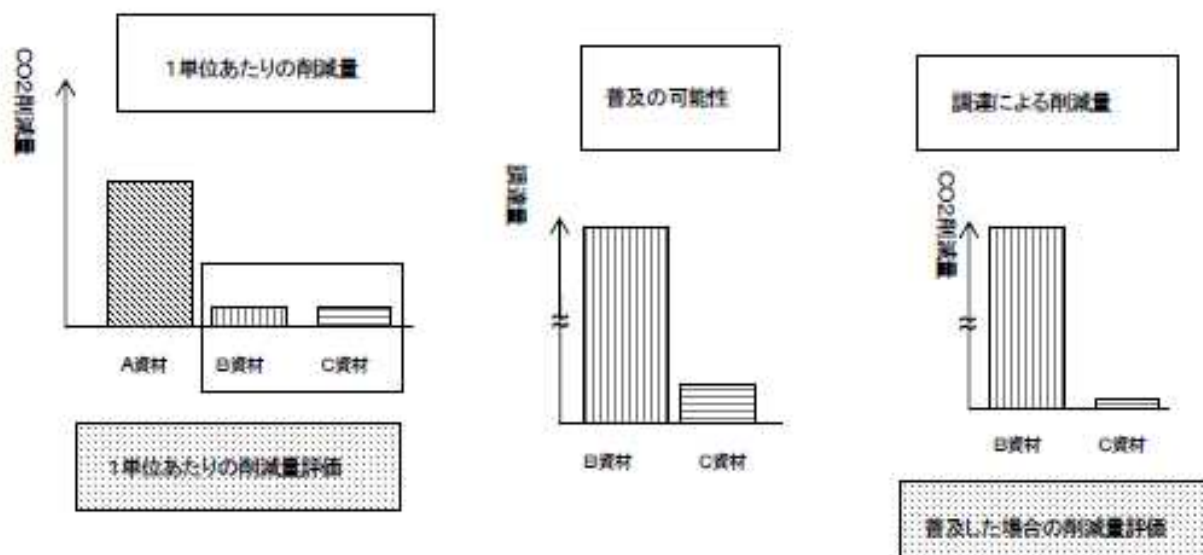 1単位あたりの削減量
CO2削減量
A資材
B資材
C資材
1単位あたりの削減量評価
普及の可能性
調達量
B資材
C資材
調達による削減量
CO2削減量
B資材
C資材
普及した場合の削減量評価